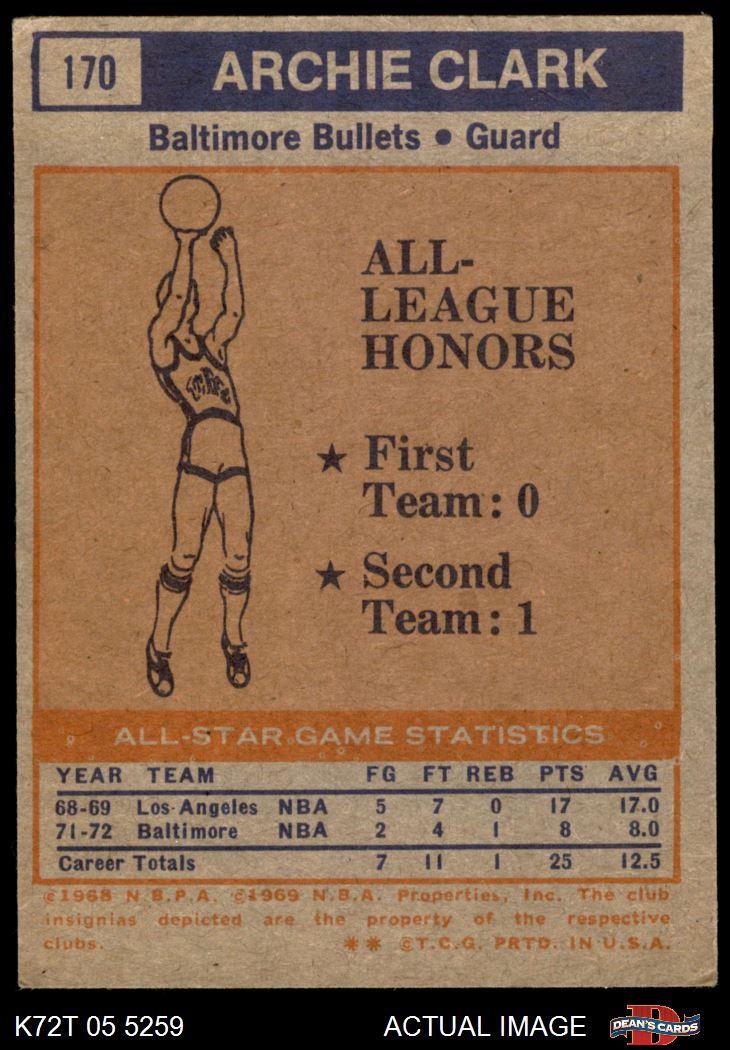 170 ARCHIE CLARK
Baltimore Bullets • Guard
ALL-
LEAGUE
HONORS
★ First
Team: 0
★ Second
Team: 1
ALL-STAR GAME STATISTICS
YEAR TEAM FG FT REB PTS AVG
68-69 Los Angeles NBA 5 7 0 17 17.0
71-72 Baltimore NBA 2 4 1 8 8.0
Career Totals 7 11 1 25 12.5
©1968 N.B.P.A. ©1969 N.B.A. Properties, Inc. The club
insignias depicted are the property of the respective
clubs. ** ©T.C.G. PRTD. IN U.S.A.
K72T 05 5259 ACTUAL IMAGE DEAN'S CARDS